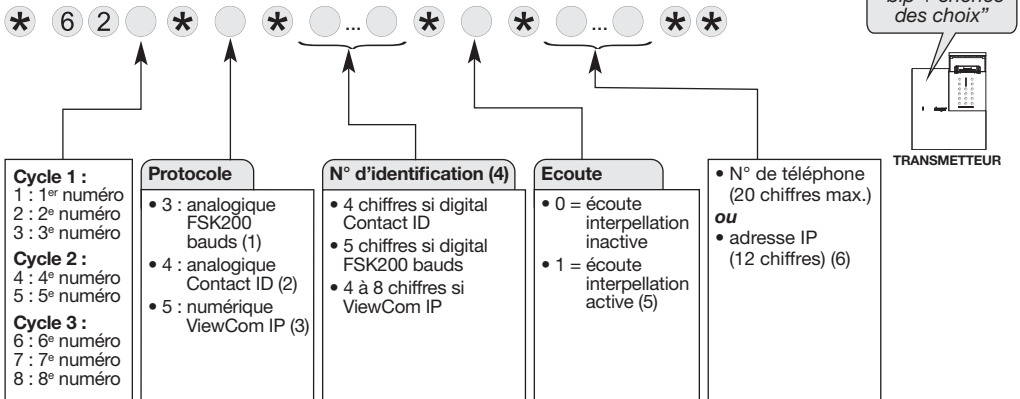 bip + énoncé
des choix”
* 6 2 * * ... * * ... * *
TRANSMETTEUR
Cycle 1 :
1 : 1er numéro
2 : 2e numéro
3 : 3e numéro
Cycle 2 :
4 : 4e numéro
5 : 5e numéro
Cycle 3 :
6 : 6e numéro
7 : 7e numéro
8 : 8e numéro
Protocole
• 3 : analogique
FSK200
bauds (1)
• 4 : analogique
Contact ID (2)
• 5 : numérique
ViewCom IP (3)
N° d’identification (4)
• 4 chiffres si digital
Contact ID
• 5 chiffres si digital
FSK200 bauds
• 4 à 8 chiffres si
ViewCom IP
Ecoute
• 0 = écoute
interpellation
inactive
• 1 = écoute
interpellation
active (5)
• N° de téléphone
(20 chiffres max.)
ou
• adresse IP
(12 chiffres) (6)